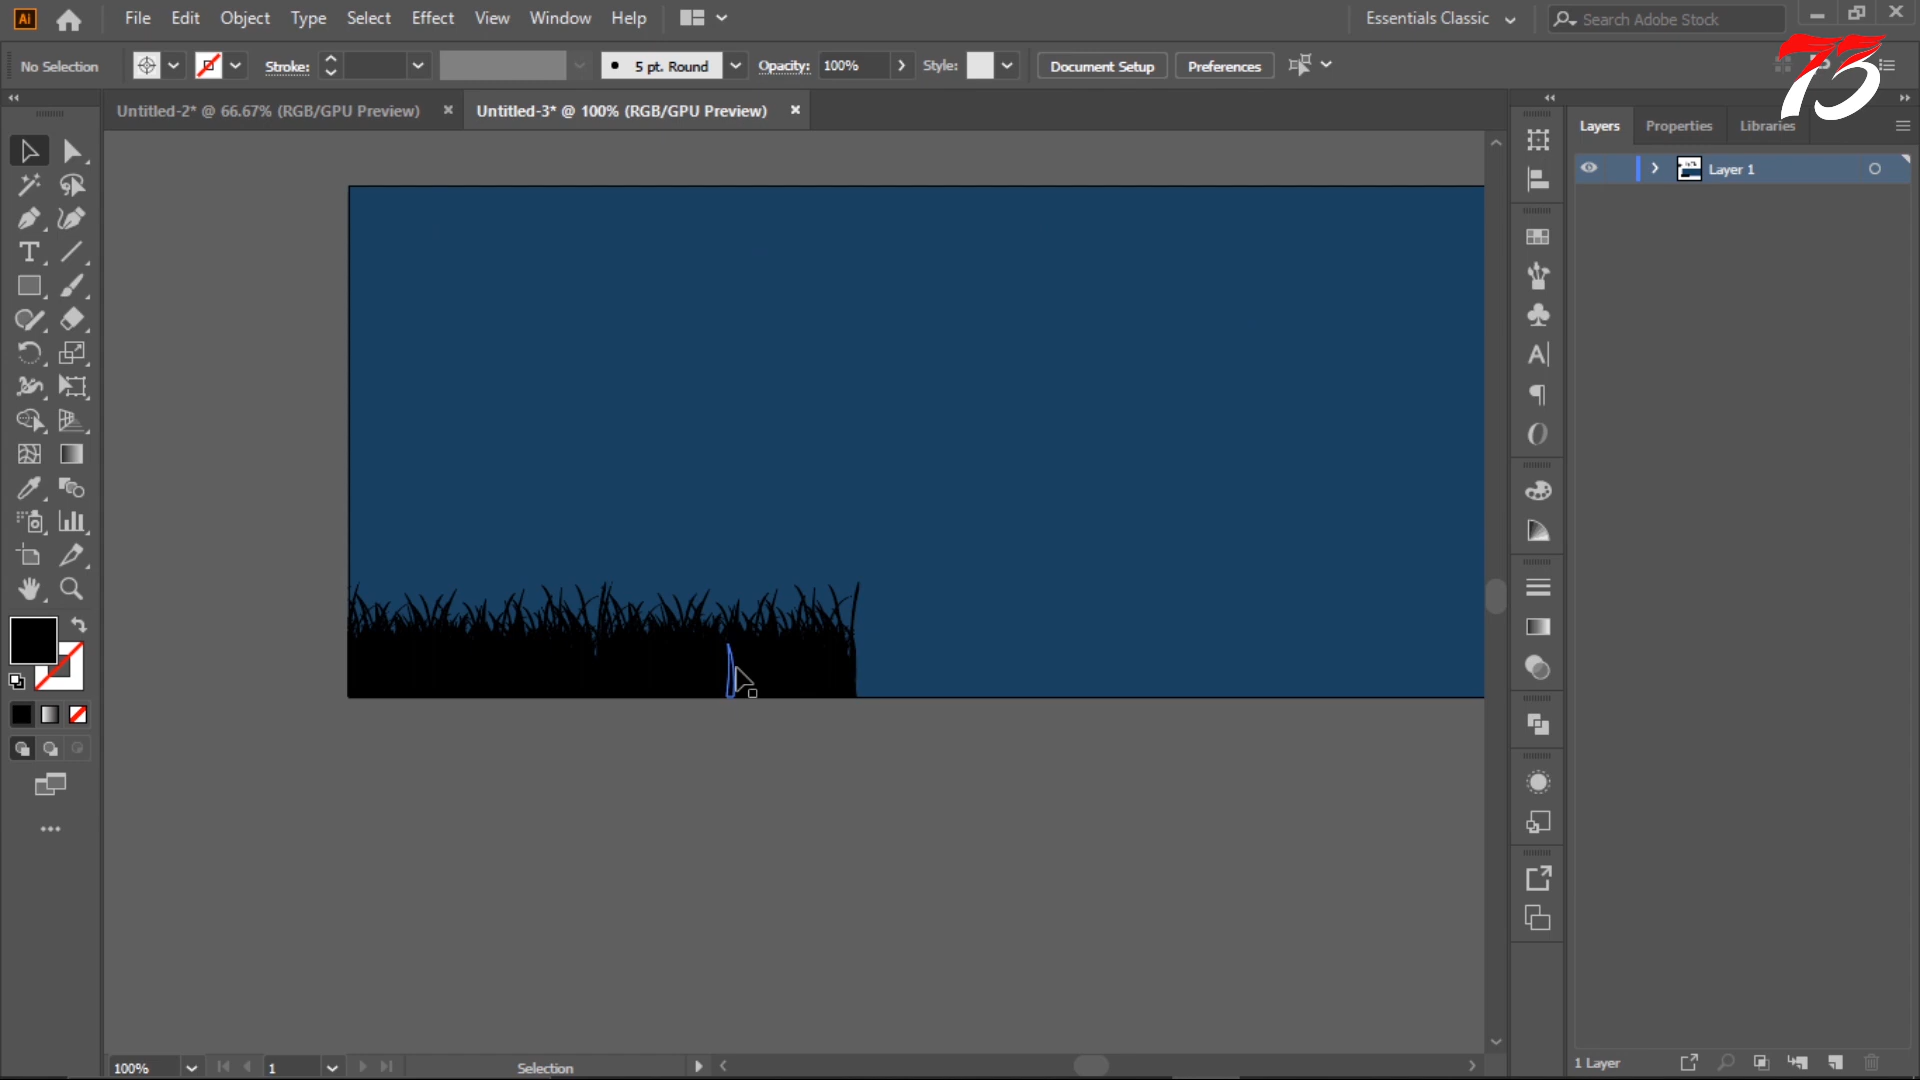 Ai File Edit Object Type Select Effect View Window Help Essentials Classic Search Adobe Stock
No Selection Stroke: 5 pt. Round Opacity: 100% Style: Document Setup Preferences
73
Untitled-2* @ 66.67% (RGB/GPU Preview) Untitled-3* @ 100% (RGB/GPU Preview)
Layers Properties Libraries
Layer 1
100% 1 Selection 1 Layer